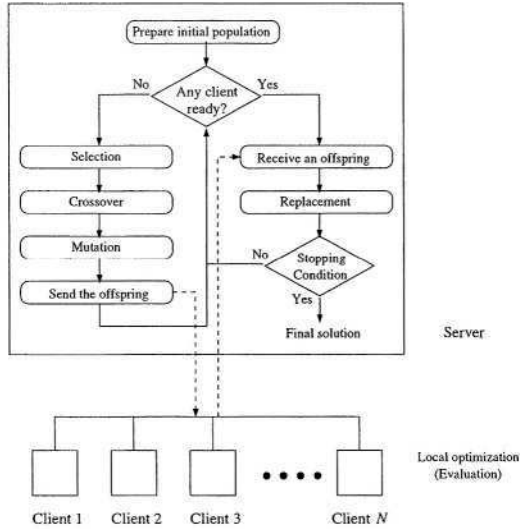 Prepare initial population
No
Yes
Any client
ready?
Selection
Receive an offspring
Crossover
Replacement
Mutation
No
Stopping
Condition
Send the offspring
Yes
Final solution
Server
Local optimization
(Evaluation)
Client 1
Client 2
Client 3
Client N